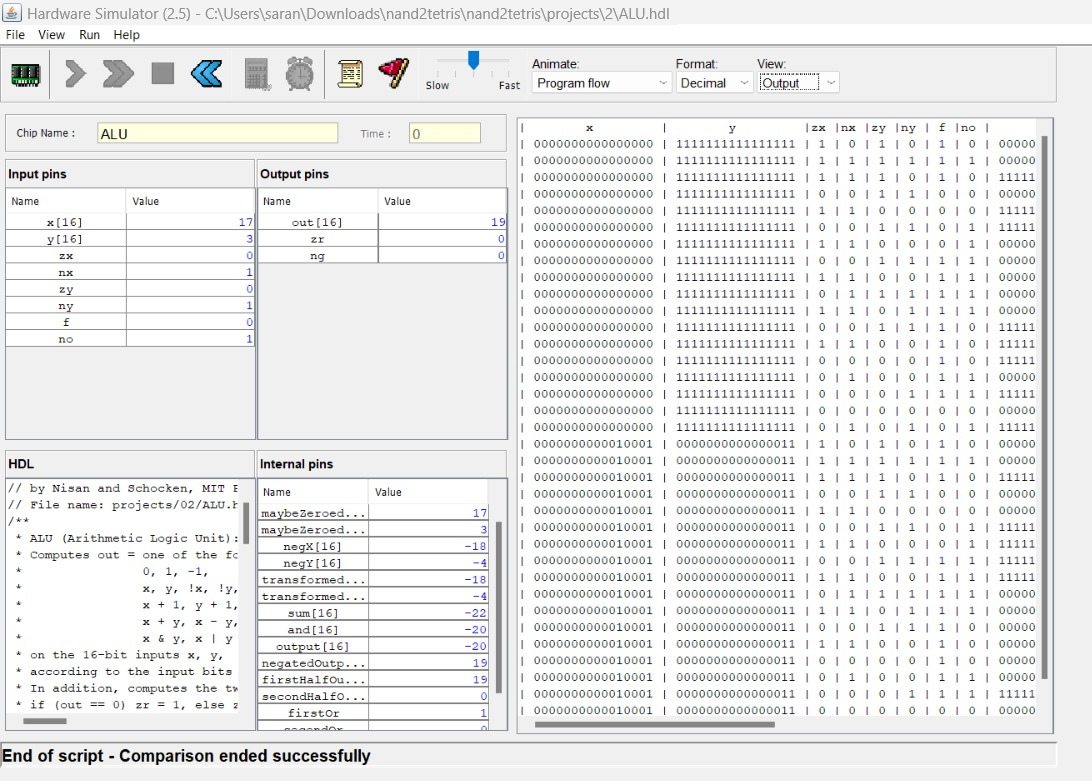 Hardware Simulator (2.5) - C:\Users\saran\Downloads\nand2tetris\nand2tetris\projects\2\ALU.hdl
File View Run Help
Slow Fast
Animate: Format: View:
Program flow Decimal Output
Chip Name : ALU Time : 0
Input pins
Name Value
x[16] 17
y[16] 3
zx 0
nx 1
zy 0
ny 1
f 0
no 1
Output pins
Name Value
out[16] 19
zr 0
ng 0
HDL
// by Nisan and Schocken, MIT P
// File name: projects/02/ALU.h
/**
* ALU (Arithmetic Logic Unit):
* Computes out = one of the fo
* 0, 1, -1,
* x, y, !x, !y,
* x + 1, y + 1,
* x + y, x - y,
* x & y, x | y
* on the 16-bit inputs x, y,
* according to the input bits
* In addition, computes the tw
* if (out == 0) zr = 1, else z
Internal pins
Name Value
maybeZeroed... 17
maybeZeroed... 3
negX[16] -18
negY[16] -4
transformed... -18
transformed... -4
sum[16] -22
and[16] -20
output[16] -20
negatedOutp... 19
firstHalfOu... 19
secondHalfO... 0
firstOr 1
secondOr 0
| x | y |zx |nx |zy |ny | f |no |
| 0000000000000000 | 1111111111111111 | 1 | 0 | 1 | 0 | 1 | 0 | 00000
| 0000000000000000 | 1111111111111111 | 1 | 1 | 1 | 1 | 1 | 1 | 00000
| 0000000000000000 | 1111111111111111 | 1 | 1 | 1 | 0 | 1 | 0 | 11111
| 0000000000000000 | 1111111111111111 | 0 | 0 | 1 | 1 | 0 | 0 | 00000
| 0000000000000000 | 1111111111111111 | 1 | 1 | 0 | 0 | 0 | 0 | 11111
| 0000000000000000 | 1111111111111111 | 0 | 0 | 1 | 1 | 0 | 1 | 11111
| 0000000000000000 | 1111111111111111 | 1 | 1 | 0 | 0 | 0 | 1 | 00000
| 0000000000000000 | 1111111111111111 | 0 | 0 | 1 | 1 | 1 | 1 | 00000
| 0000000000000000 | 1111111111111111 | 1 | 1 | 0 | 0 | 1 | 1 | 00000
| 0000000000000000 | 1111111111111111 | 0 | 1 | 1 | 1 | 1 | 1 | 00000
| 0000000000000000 | 1111111111111111 | 1 | 1 | 0 | 1 | 1 | 1 | 00000
| 0000000000000000 | 1111111111111111 | 0 | 0 | 1 | 1 | 1 | 0 | 11111
| 0000000000000000 | 1111111111111111 | 1 | 1 | 0 | 0 | 1 | 0 | 11111
| 0000000000000000 | 1111111111111111 | 0 | 0 | 0 | 0 | 1 | 0 | 11111
| 0000000000000000 | 1111111111111111 | 0 | 1 | 0 | 0 | 1 | 1 | 00000
| 0000000000000000 | 1111111111111111 | 0 | 0 | 0 | 1 | 1 | 1 | 11111
| 0000000000000000 | 1111111111111111 | 0 | 0 | 0 | 0 | 0 | 0 | 00000
| 0000000000000000 | 1111111111111111 | 0 | 1 | 0 | 1 | 0 | 1 | 11111
| 0000000000010001 | 0000000000000011 | 1 | 0 | 1 | 0 | 1 | 0 | 00000
| 0000000000010001 | 0000000000000011 | 1 | 1 | 1 | 1 | 1 | 1 | 00000
| 0000000000010001 | 0000000000000011 | 1 | 1 | 1 | 0 | 1 | 0 | 11111
| 0000000000010001 | 0000000000000011 | 0 | 0 | 1 | 1 | 0 | 0 | 00000
| 0000000000010001 | 0000000000000011 | 1 | 1 | 0 | 0 | 0 | 0 | 00000
| 0000000000010001 | 0000000000000011 | 0 | 0 | 1 | 1 | 0 | 1 | 11111
| 0000000000010001 | 0000000000000011 | 1 | 1 | 0 | 0 | 0 | 1 | 11111
| 0000000000010001 | 0000000000000011 | 0 | 0 | 1 | 1 | 1 | 1 | 11111
| 0000000000010001 | 0000000000000011 | 1 | 1 | 0 | 0 | 1 | 1 | 11111
| 0000000000010001 | 0000000000000011 | 0 | 1 | 1 | 1 | 1 | 1 | 00000
| 0000000000010001 | 0000000000000011 | 1 | 1 | 0 | 1 | 1 | 1 | 00000
| 0000000000010001 | 0000000000000011 | 0 | 0 | 1 | 1 | 1 | 0 | 00000
| 0000000000010001 | 0000000000000011 | 1 | 1 | 0 | 0 | 1 | 0 | 00000
| 0000000000010001 | 0000000000000011 | 0 | 0 | 0 | 0 | 1 | 0 | 00000
| 0000000000010001 | 0000000000000011 | 0 | 1 | 0 | 0 | 1 | 1 | 00000
| 0000000000010001 | 0000000000000011 | 0 | 0 | 0 | 1 | 1 | 1 | 11111
| 0000000000010001 | 0000000000000011 | 0 | 0 | 0 | 0 | 0 | 0 | 00000
End of script - Comparison ended successfully